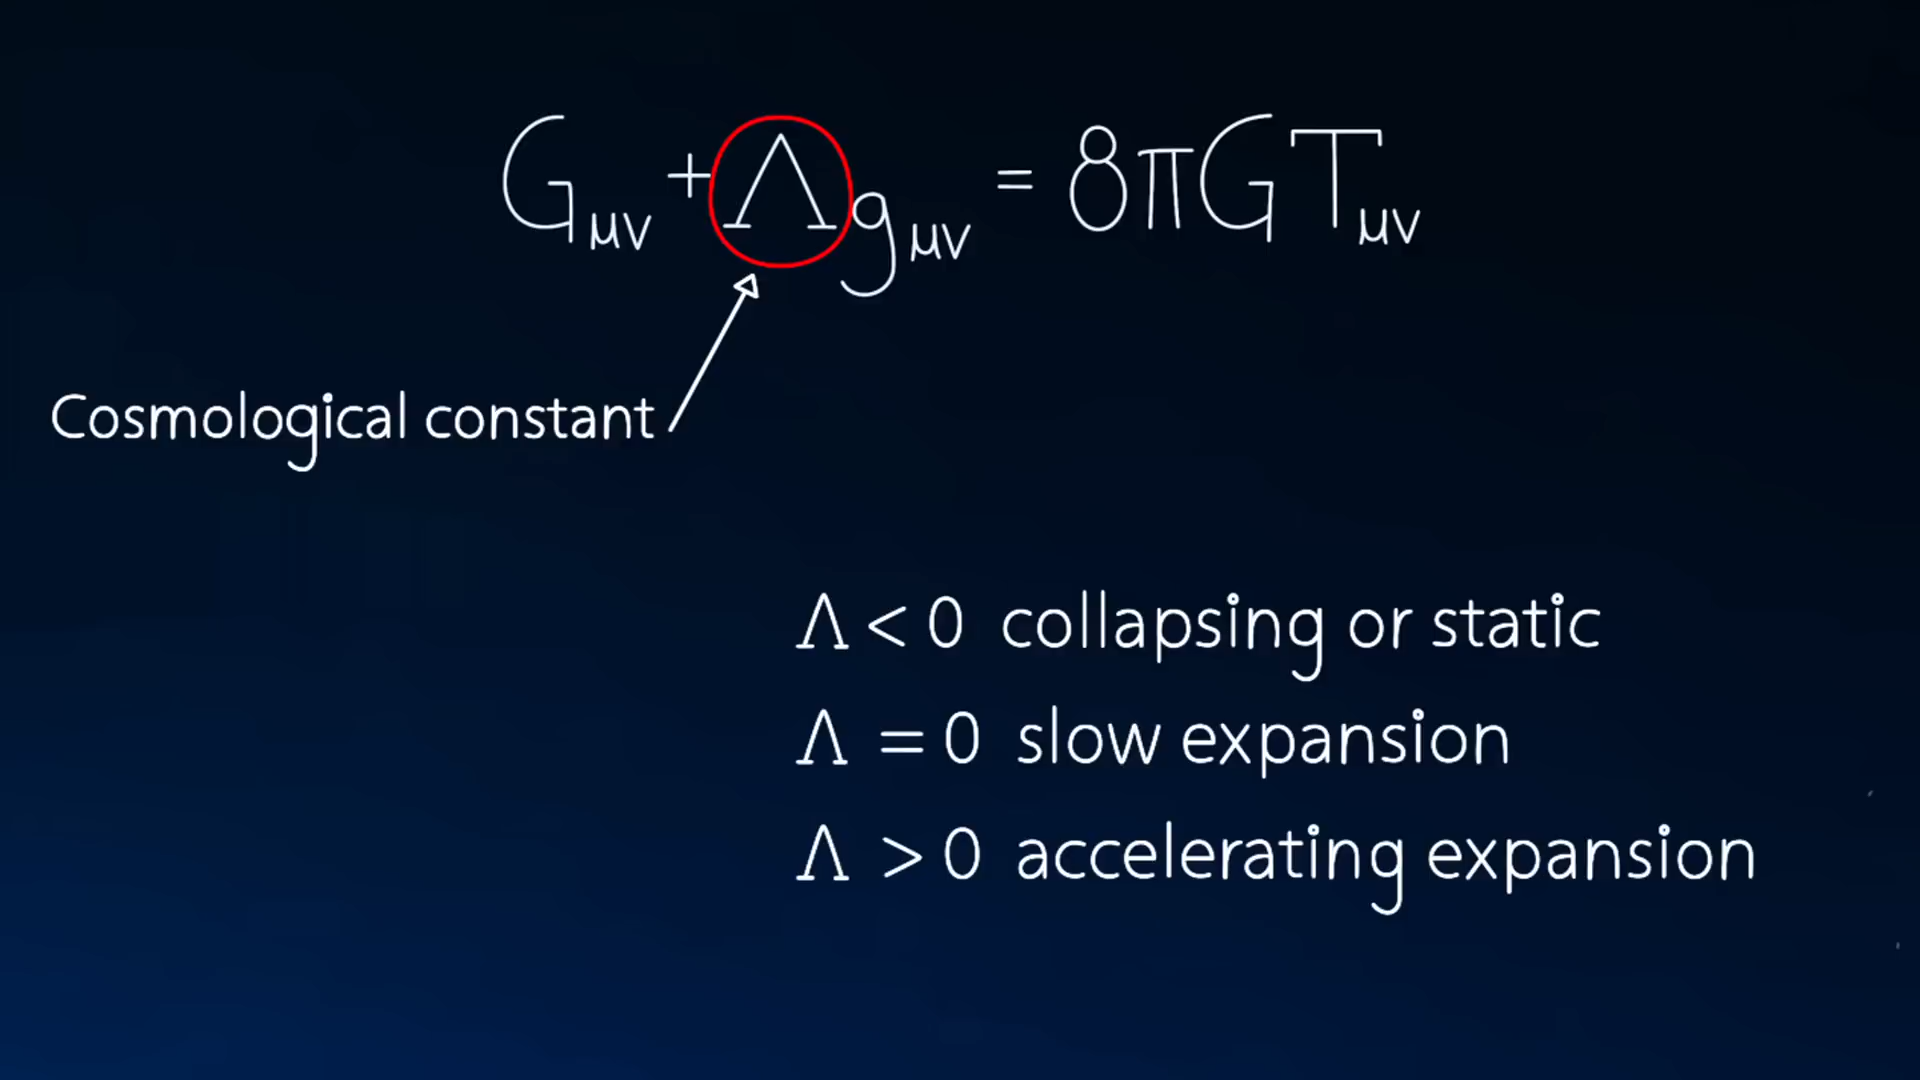 Gμν + Λgμν = 8πGTμν
Cosmological constant
Λ < 0 collapsing or static
Λ = 0 slow expansion
Λ > 0 accelerating expansion